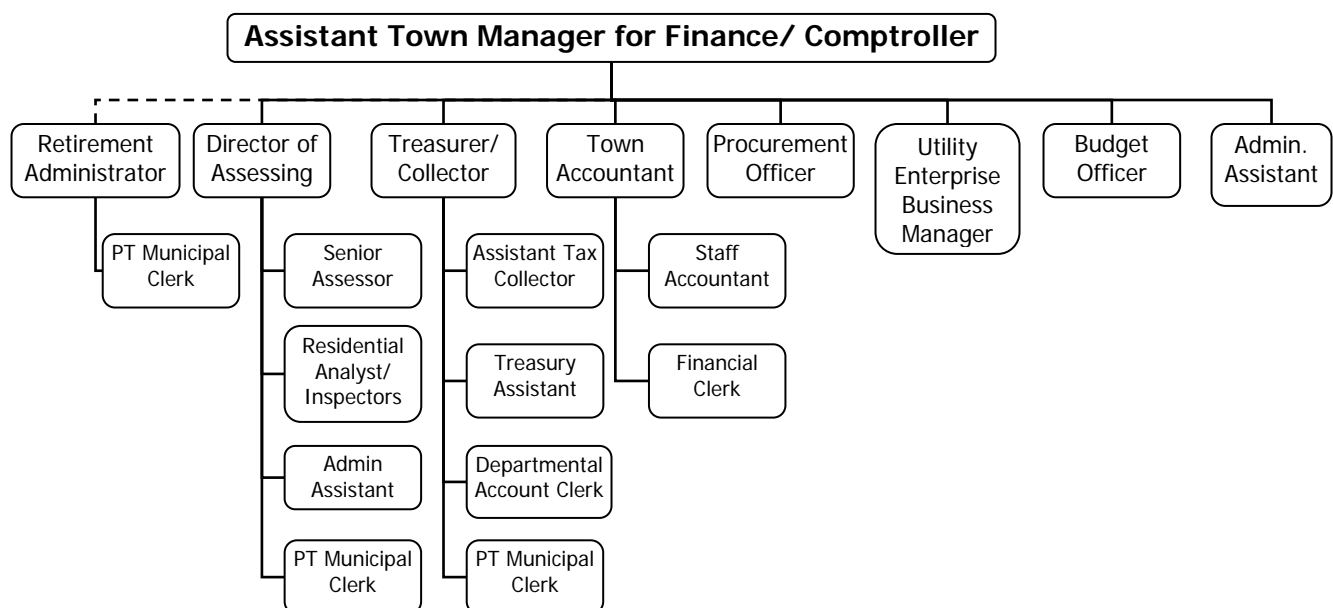 Assistant Town Manager for Finance/ Comptroller
Retirement
Administrator
Director of
Assessing
Treasurer/
Collector
Town
Accountant
Procurement
Officer
Utility
Enterprise
Business
Manager
Budget
Officer
Admin.
Assistant
PT Municipal
Clerk
Senior
Assessor
Assistant Tax
Collector
Staff
Accountant
Residential
Analyst/
Inspectors
Treasury
Assistant
Financial
Clerk
Admin
Assistant
Departmental
Account Clerk
PT Municipal
Clerk
PT Municipal
Clerk